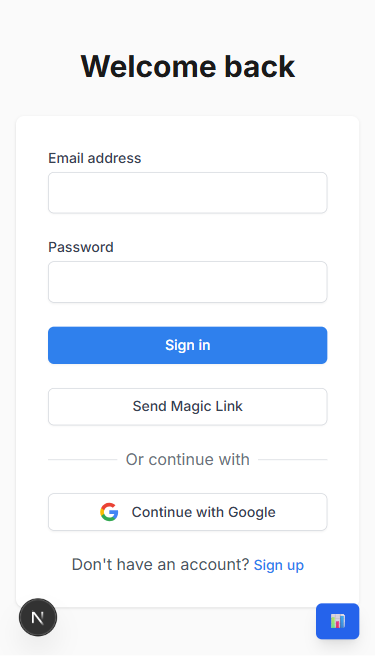 Welcome back
Email address
Password
Sign in
Send Magic Link
Or continue with
Continue with Google
Don't have an account? Sign up
N